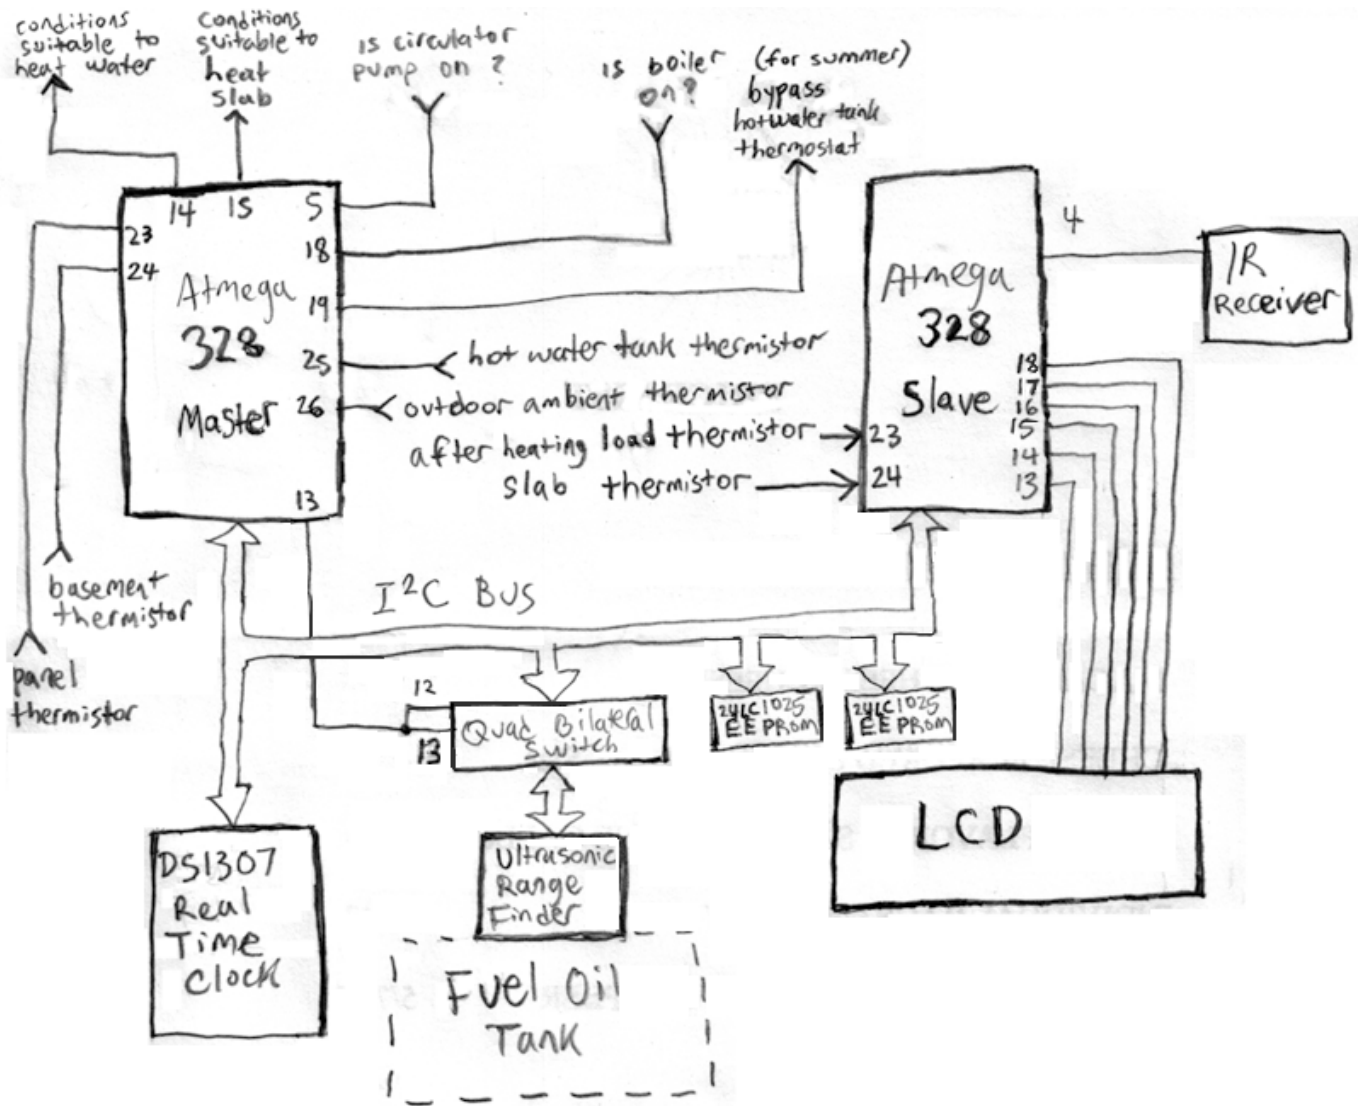 conditions
suitable to
heat water
Conditions
suitable to
heat
slab
is circulator
pump on ?
is boiler
on?
(for summer)
bypass
hotwater tank
thermostat
14 15 5
23
24
18
19
25
26
13
Atmega
328
Master
hot water tank thermistor
outdoor ambient thermistor
after heating load thermistor
slab thermistor
Atmega
328
Slave
23
24
4
18
17
16
15
14
13
IR
Receiver
I²C BUS
basement
thermistor
panel
thermistor
12
13
Quad Bilateral
Switch
24LC1025
EEPROM
24LC1025
EEPROM
LCD
DS1307
Real
Time
Clock
Ultrasonic
Range
Finder
Fuel Oil
Tank